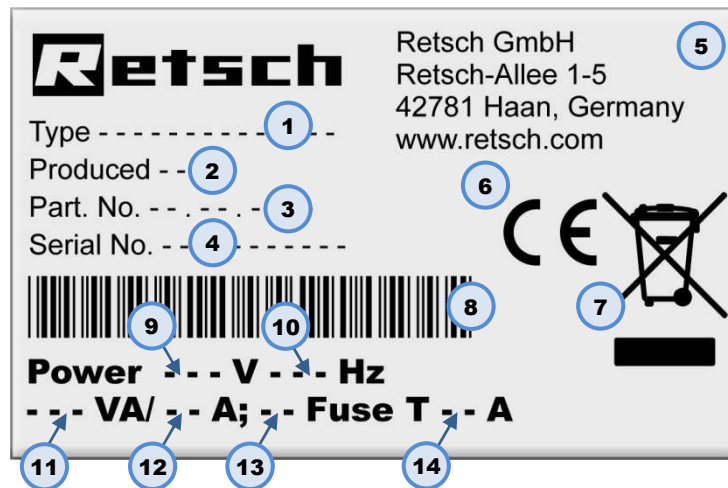 Retsch
Retsch GmbH
Retsch-Allee 1-5
42781 Haan, Germany
www.retsch.com
5
Type - - - - - - - - - - 1 - -
Produced - - 2
Part. No. - - . - - . - 3
Serial No. - - 4 - - - - - - -
6
CE
7
8
9
10
Power - - - V - - - Hz
- - - VA/ - - A; - - Fuse T - - A
11
12
13
14